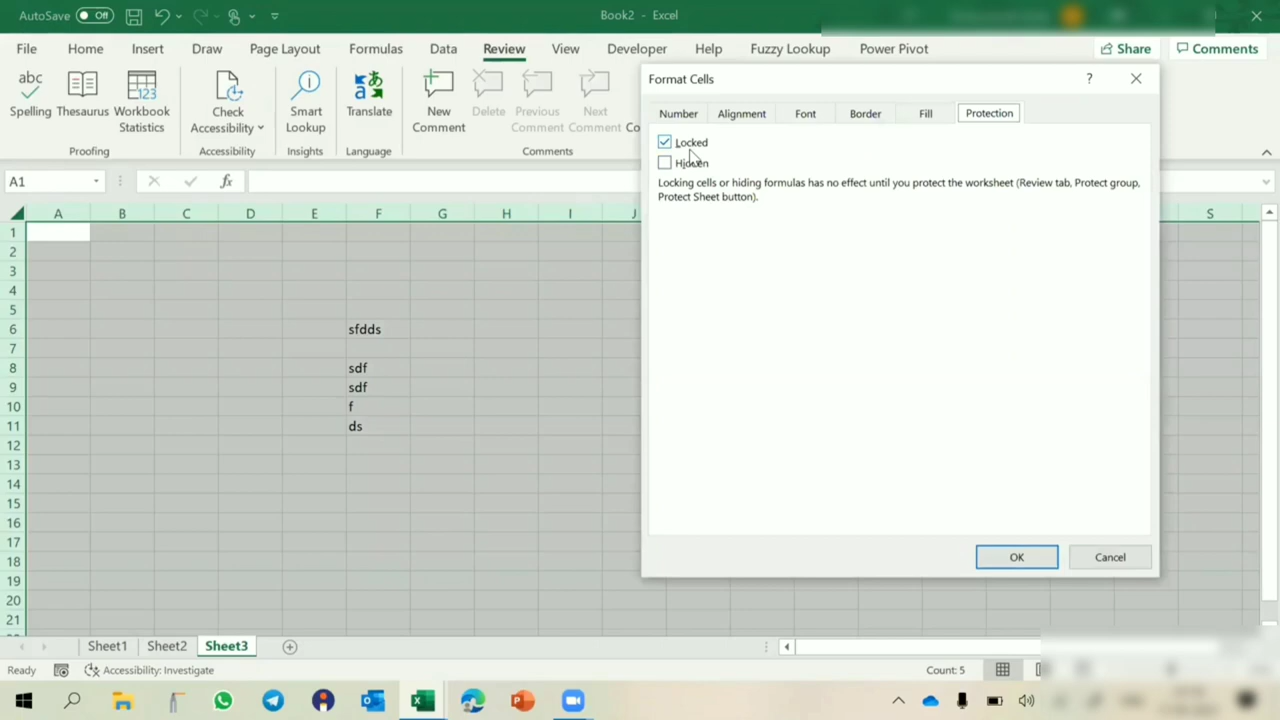 AutoSave Off
Book2 - Excel
File Home Insert Draw Page Layout Formulas Data Review View Developer Help Fuzzy Lookup Power Pivot Share Comments
abc
Spelling
Thesaurus
123
Workbook
Statistics
Proofing
Check
Accessibility
Accessibility
Smart
Lookup
Insights
Translate
Language
New
Comment
Delete
Previous
Comment
Next
Comment
Co
Comments
A1
fx
A B C D E F G H I J S
1
2
3
4
5
6 sfdds
7
8 sdf
9 sdf
10 f
11 ds
12
13
14
15
16
17
18
19
20
21
Format Cells ?
Number Alignment Font Border Fill Protection
Locked
Hidden
Locking cells or hiding formulas has no effect until you protect the worksheet (Review tab, Protect group,
Protect Sheet button).
OK Cancel
Sheet1 Sheet2 Sheet3
Ready Accessibility: Investigate Count: 5